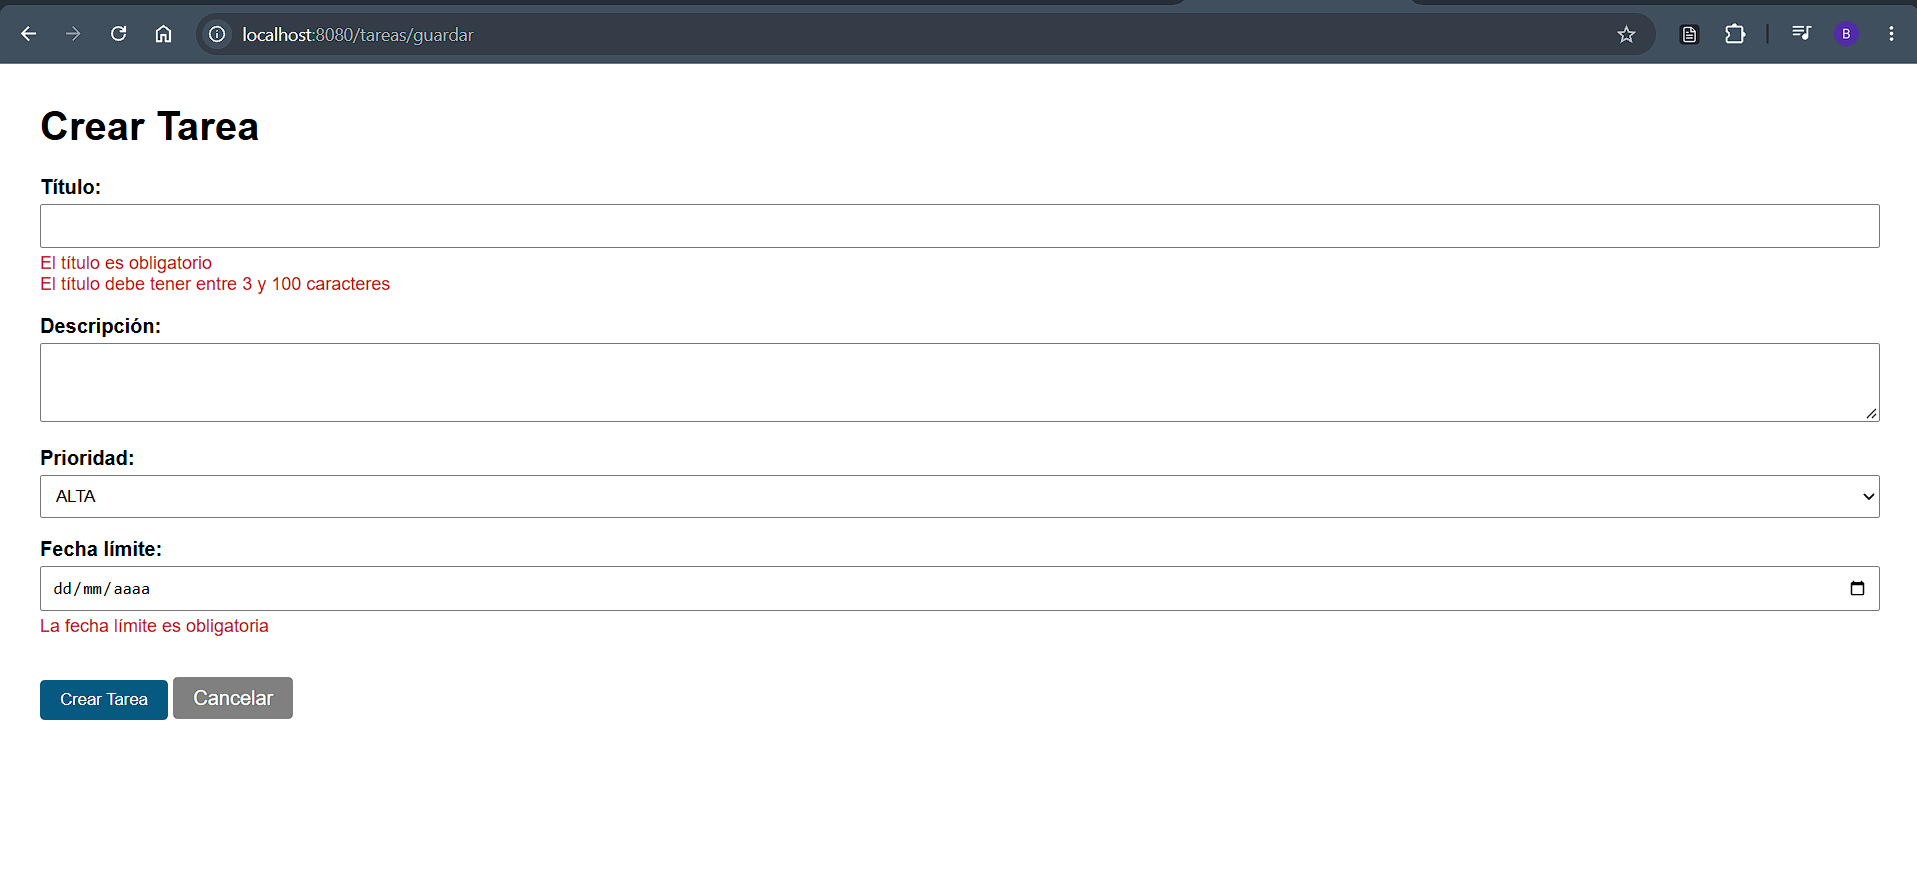 localhost:8080/tareas/guardar
B
Crear Tarea
Título:
El título es obligatorio
El título debe tener entre 3 y 100 caracteres
Descripción:
Prioridad:
ALTA
Fecha límite:
dd/mm/aaaa
La fecha límite es obligatoria
Crear Tarea Cancelar